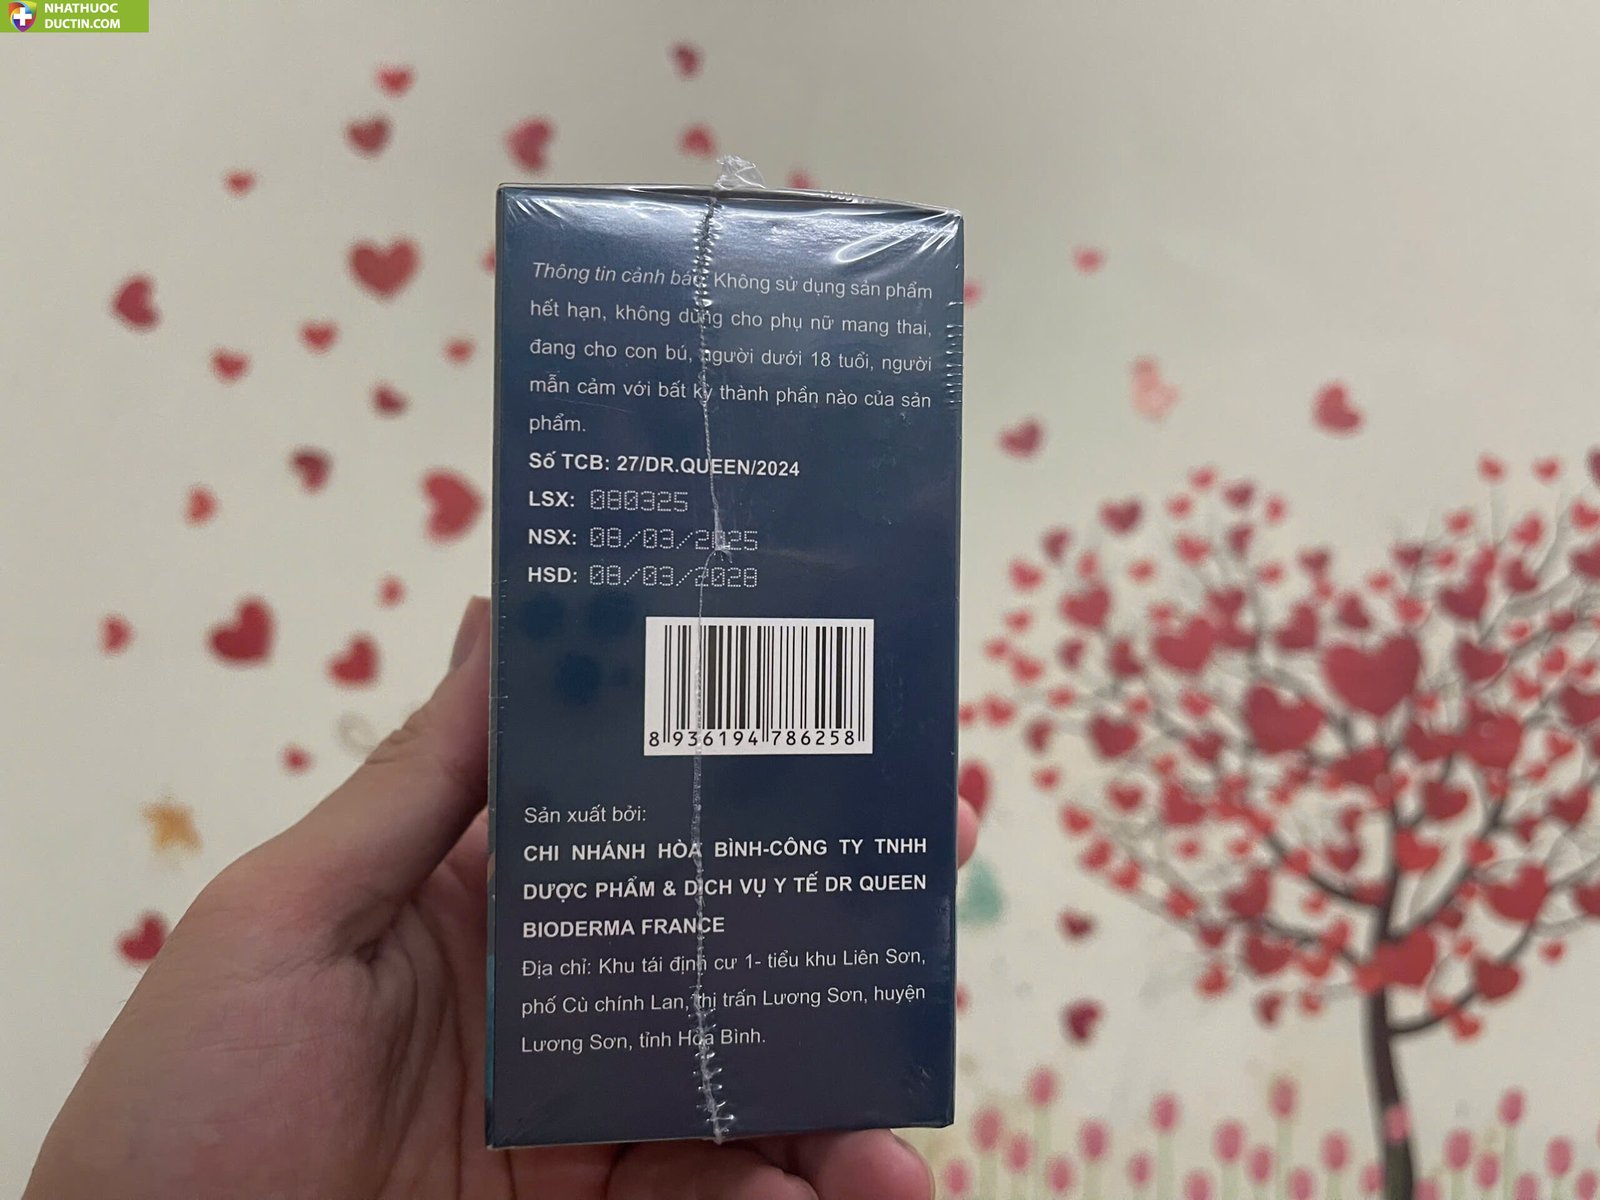 NHATHUOC
DUCTIN.COM
Thông tin cảnh báo: Không sử dụng sản phẩm
hết hạn, không dùng cho phụ nữ mang thai,
đang cho con bú, người dưới 18 tuổi, người
mẫn cảm với bất kỳ thành phần nào của sản
phẩm.
Số TCB: 27/DR.QUEEN/2024
LSX: 080325
NSX: 08/03/2025
HSD: 08/03/2028
8 936194 786258
Sản xuất bởi:
CHI NHÁNH HÒA BÌNH-CÔNG TY TNHH
DƯỢC PHẨM & DỊCH VỤ Y TẾ DR QUEEN
BIODERMA FRANCE
Địa chỉ: Khu tái định cư 1- tiểu khu Liên Sơn,
phố Cù chính Lan, thị trấn Lương Sơn, huyện
Lương Sơn, tỉnh Hòa Bình.